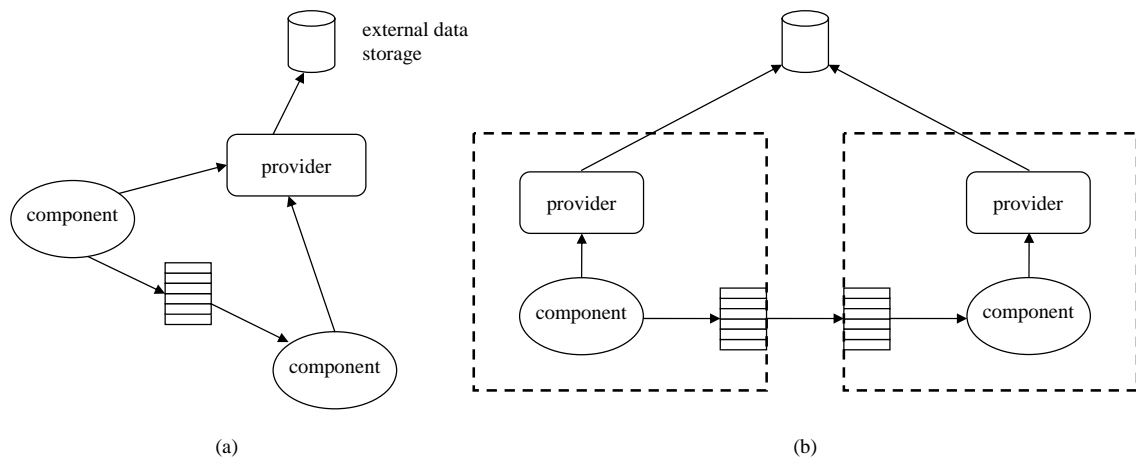 external data
storage
provider
component
component
(a)
provider
component
provider
component
(b)